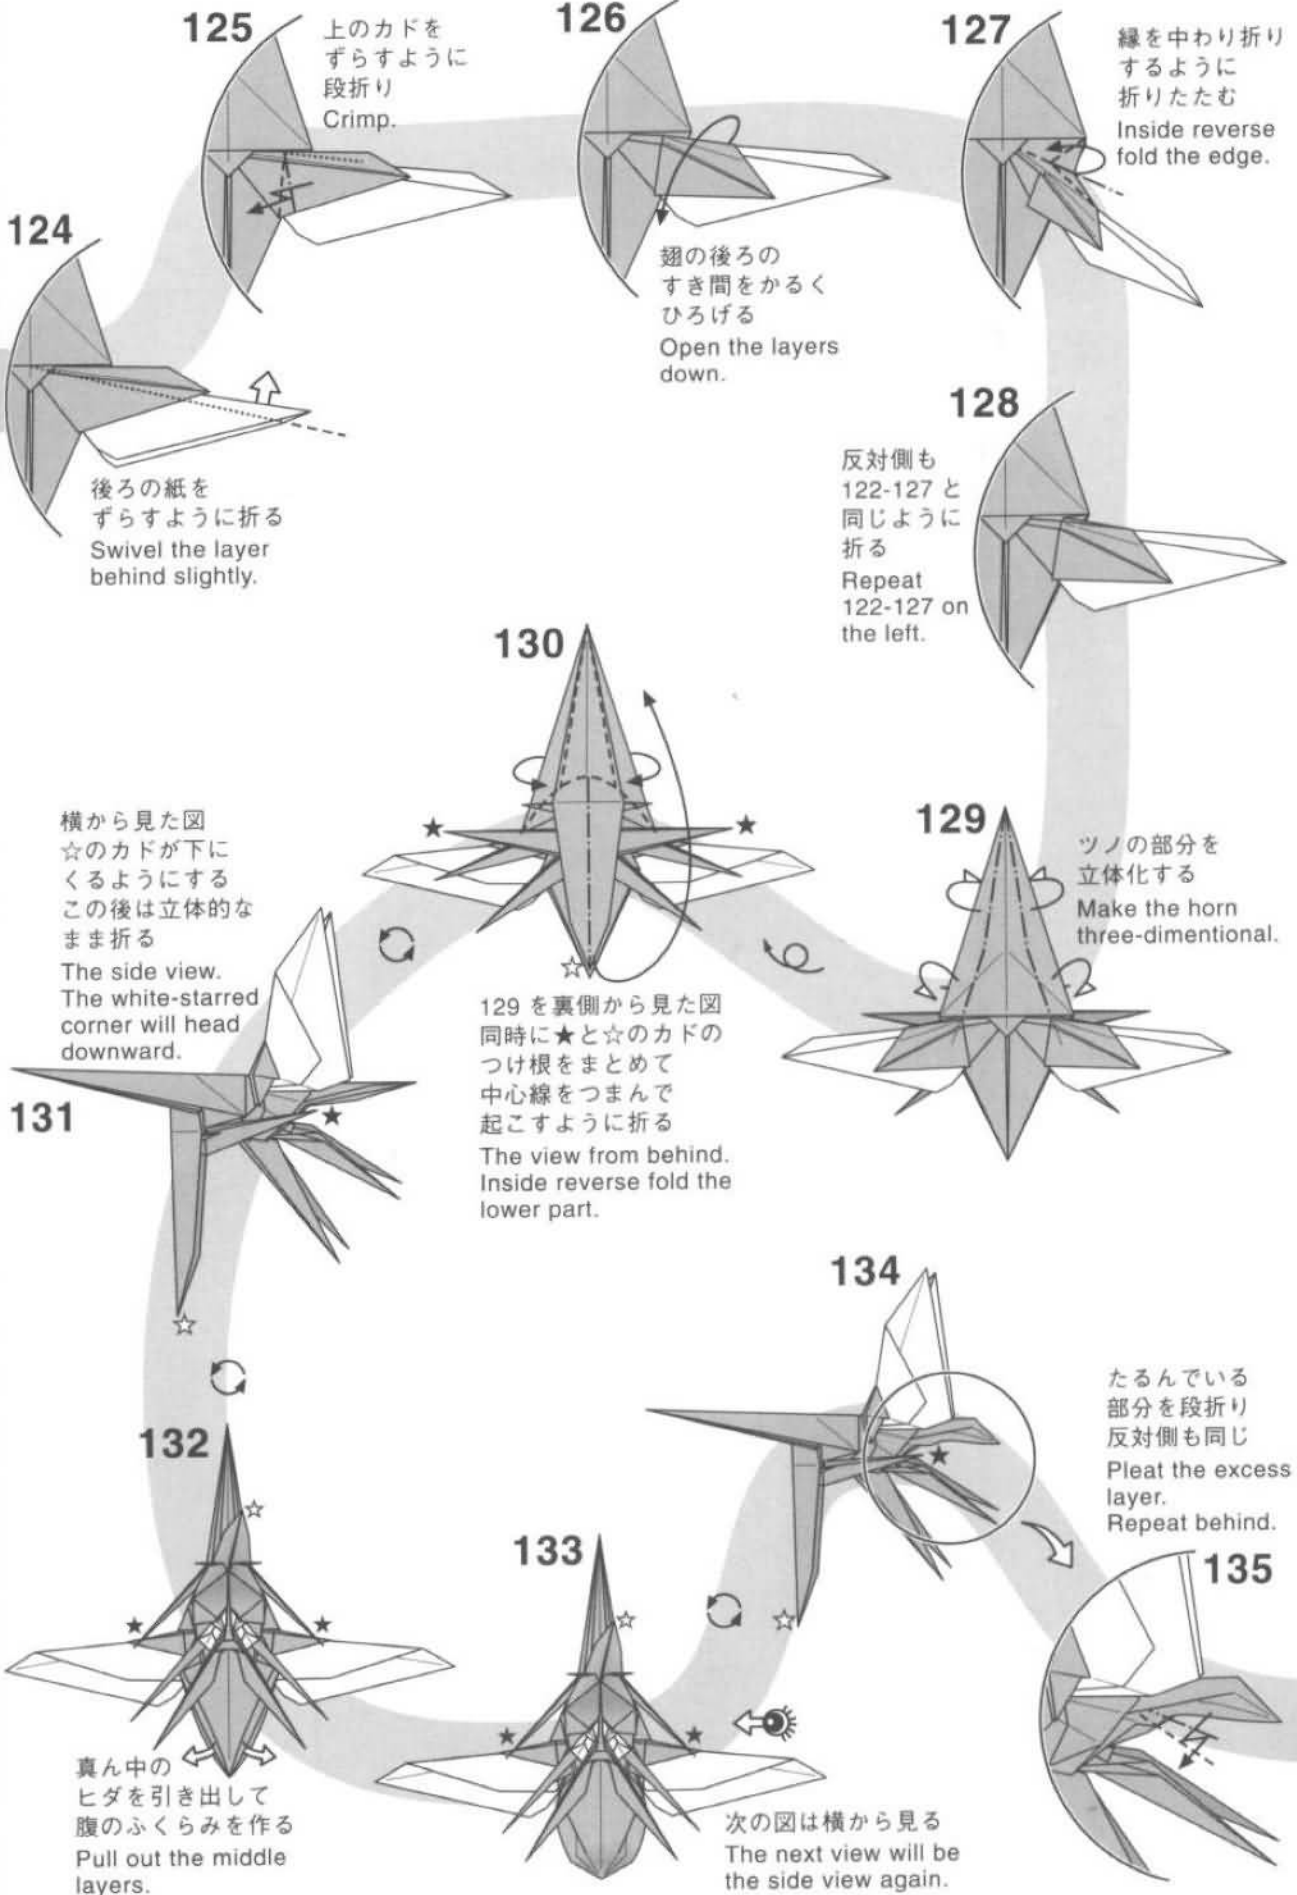 124
後ろの紙を
ずらすように折る
Swivel the layer
behind slightly.
125
上のカドを
ずらすように
段折り
Crimp.
126
翅の後ろの
すき間をかるく
ひろげる
Open the layers
down.
127
縁を中わり折り
するように
折りたたむ
Inside reverse
fold the edge.
128
反対側も
122-127 と
同じように
折る
Repeat
122-127 on
the left.
129
ツノの部分を
立体化する
Make the horn
three-dimentional.
130
★
★
☆
129 を裏側から見た図
同時に★と☆のカドの
つけ根をまとめて
中心線をつまんで
起こすように折る
The view from behind.
Inside reverse fold the
lower part.
131
横から見た図
☆のカドが下に
くるようにする
この後は立体的な
まま折る
The side view.
The white-starred
corner will head
downward.
★
☆
132
☆
★
★
真ん中の
ヒダを引き出して
腹のふくらみを作る
Pull out the middle
layers.
133
☆
★
★
次の図は横から見る
The next view will be
the side view again.
134
★
☆
135
たるんでいる
部分を段折り
反対側も同じ
Pleat the excess
layer.
Repeat behind.